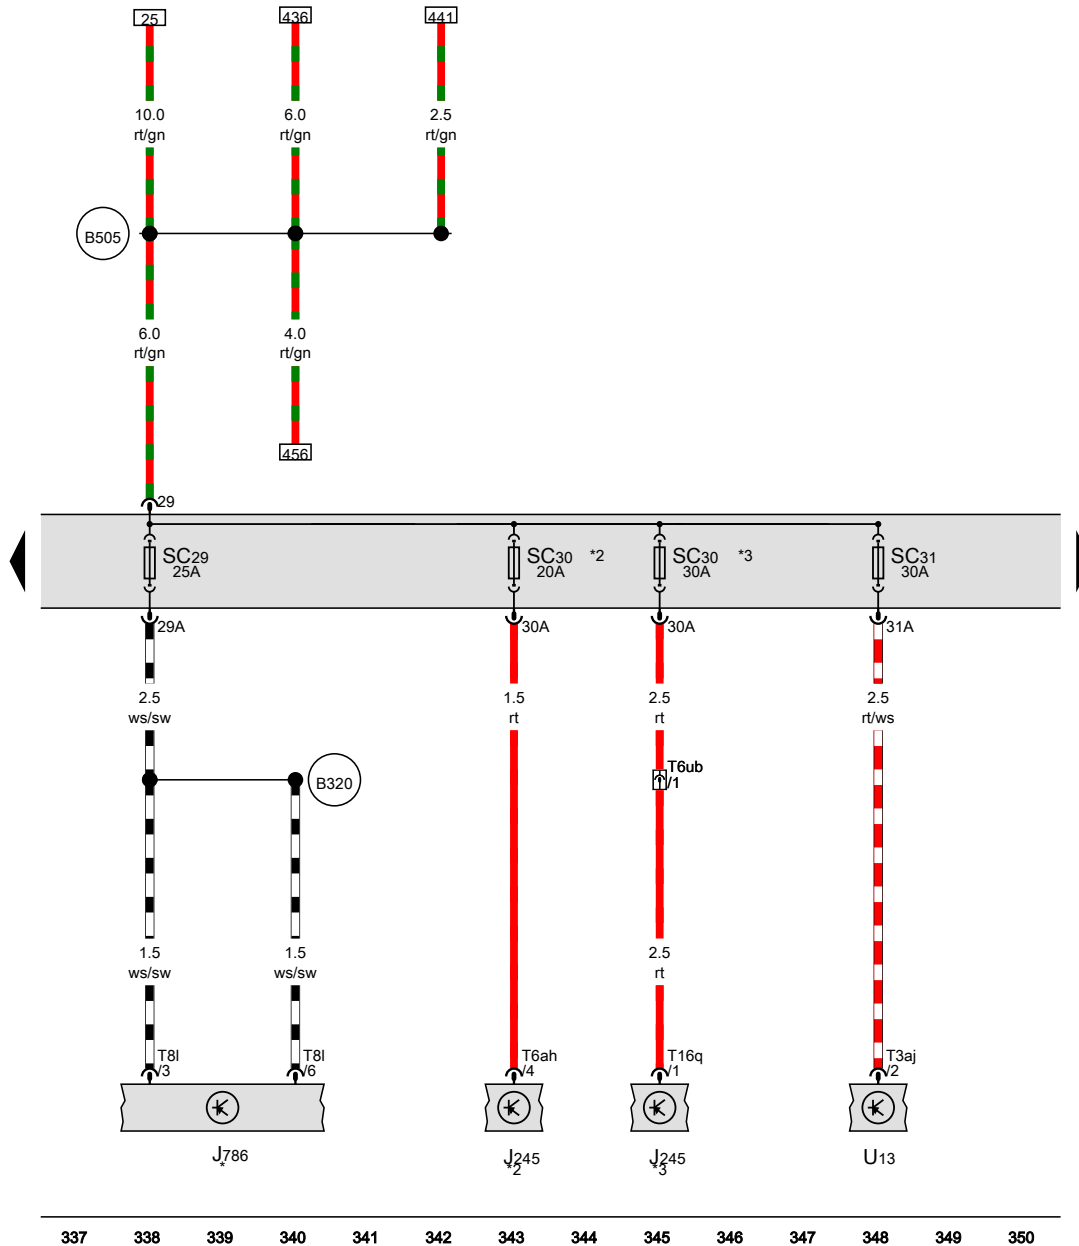 25 436 441
10.0 6.0 2.5
rt/gn rt/gn rt/gn
B505
6.0 4.0
rt/gn rt/gn
456
29
SC29 SC30 *2 SC30 *3 SC31
25A 20A 30A 30A
29A 30A 30A 31A
2.5 1.5 2.5 2.5
ws/sw rt rt rt/ws
T6ub
/1
B320
1.5 1.5 2.5
ws/sw ws/sw rt
T8l T8l T6ah T16q T3aj
/3 /6 /4 /1 /2
J786 J245 J245 U13
* *2 *3
337 338 339 340 341 342 343 344 345 346 347 348 349 350